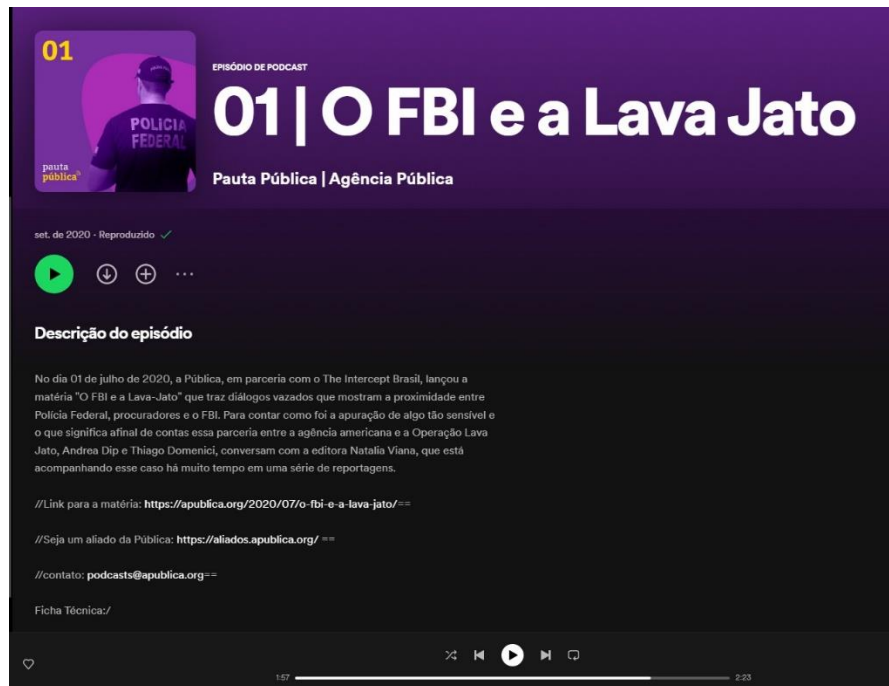 01
POLICIA
FEDERAL
pauta
pública
EPISÓDIO DE PODCAST
01 | O FBI e a Lava Jato
Pauta Pública | Agência Pública
set. de 2020 · Reproduzido
Descrição do episódio
No dia 01 de julho de 2020, a Pública, em parceria com o The Intercept Brasil, lançou a
matéria "O FBI e a Lava-Jato" que traz diálogos vazados que mostram a proximidade entre
Polícia Federal, procuradores e o FBI. Para contar como foi a apuração de algo tão sensível e
o que significa afinal de contas essa parceria entre a agência americana e a Operação Lava
Jato, Andrea Dip e Thiago Domenici, conversam com a editora Natalia Viana, que está
acompanhando esse caso há muito tempo em uma série de reportagens.
//Link para a matéria: https://apublica.org/2020/07/o-fbi-e-a-lava-jato/==
//Seja um aliado da Pública: https://aliados.apublica.org/ ==
//contato: podcasts@apublica.org==
Ficha Técnica:/
1:57
2:23